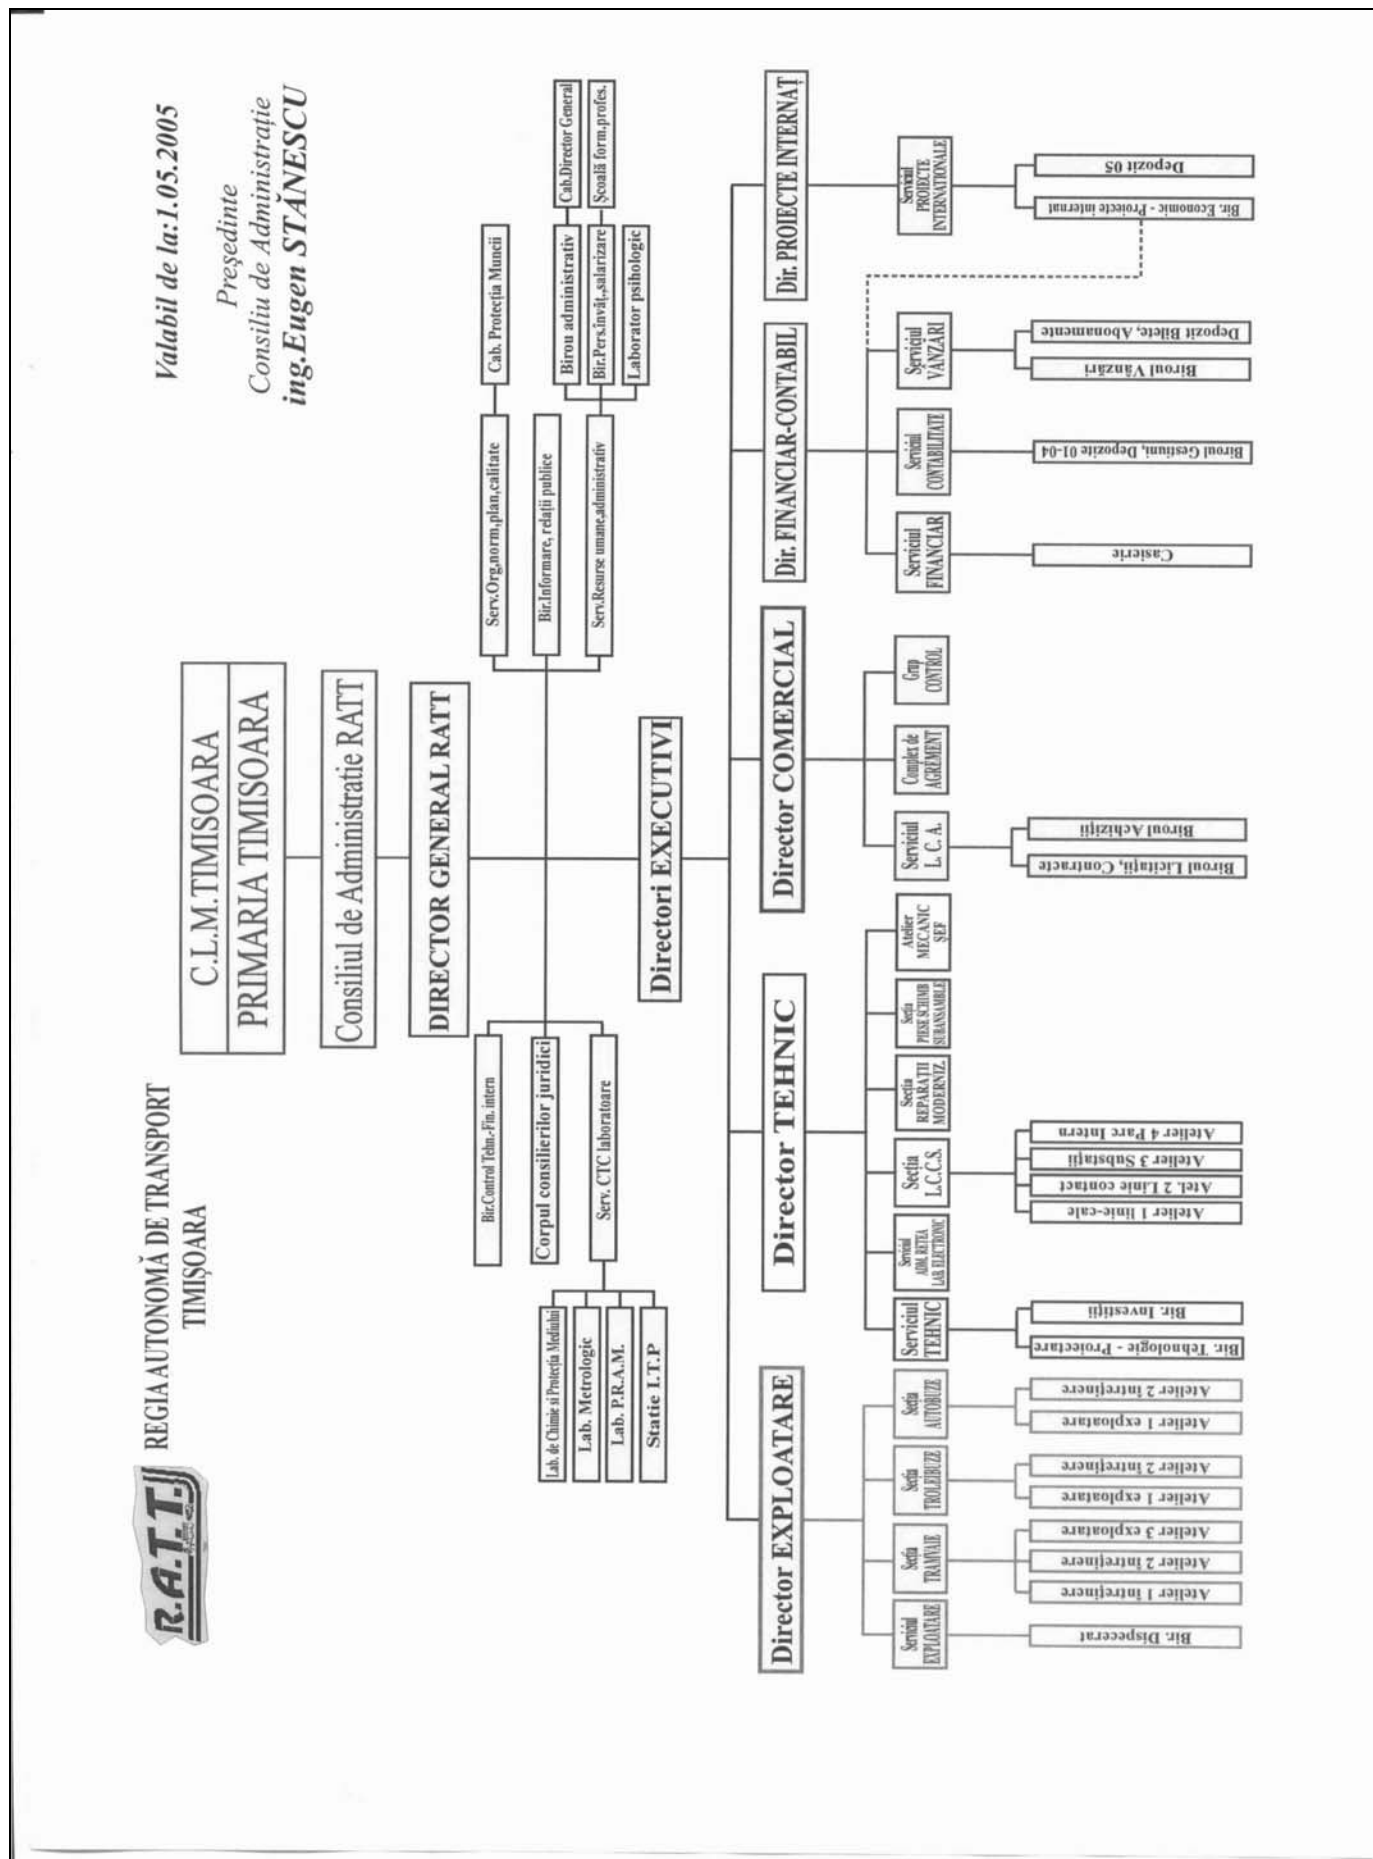 R.A.T.T.
REGIA AUTONOMĂ DE TRANSPORT
TIMIȘOARA
Valabil de la:1.05.2005
Președinte
Consiliu de Administrație
ing.Eugen STĂNESCU
C.L.M.TIMISOARA
PRIMARIA TIMISOARA
Consiliul de Administratie RATT
DIRECTOR GENERAL RATT
Bir.Control Tehn.-Fin. intern
Corpul consilierilor juridici
Serv. CTC laboratoare
Lab. de Chimie si Protecția Mediului
Lab. Metrologic
Lab. P.R.A.M.
Statie I.T.P
Serv.Org,norm,plan,calitate
Cab. Protecția Muncii
Bir.Informare, relații publice
Serv.Resurse umane,administrativ
Birou administrativ
Cab.Director General
Bir.Pers.învăț.,salarizare
Școală form.profes.
Laborator psihologic
Directori EXECUTIVI
Director EXPLOATARE
Director TEHNIC
Director COMERCIAL
Dir. FINANCIAR-CONTABIL
Dir. PROIECTE INTERNAȚ
Serviciul
EXPLOATARE
Secția
TRAMVAIE
Secția
TROLEIBUZE
Secția
AUTOBUZE
Serviciul
TEHNIC
Serviciul
ADM. REȚEA
LAB. ELECTRONIC
Secția
L.C.C.S.
Secția
REPARAȚII
MODERNIZ.
Secția
PIESE SCHIMB
SUBANSAMBLE
Atelier
MECANIC
ȘEF
Serviciul
L. C. A.
Complex de
AGREMENT
Grup
CONTROL
Serviciul
FINANCIAR
Serviciul
CONTABILITATE
Serviciul
VÂNZĂRI
Serviciul
PROIECTE
INTERNATIONALE
Bir. Dispecerat
Atelier 1 întreținere
Atelier 2 întreținere
Atelier 3 exploatare
Atelier 1 exploatare
Atelier 2 întreținere
Atelier 1 exploatare
Atelier 2 întreținere
Bir. Tehnologie - Proiectare
Bir. Investiții
Atelier 1 linie-cale
Atel. 2 Linie contact
Atelier 3 Substații
Atelier 4 Parc Intern
Biroul Licitații, Contracte
Biroul Achiziții
Casierie
Biroul Gestiuni, Depozite 01-04
Biroul Vânzări
Depozit Bilete, Abonamente
Bir. Economic - Proiecte internat
Depozit 05